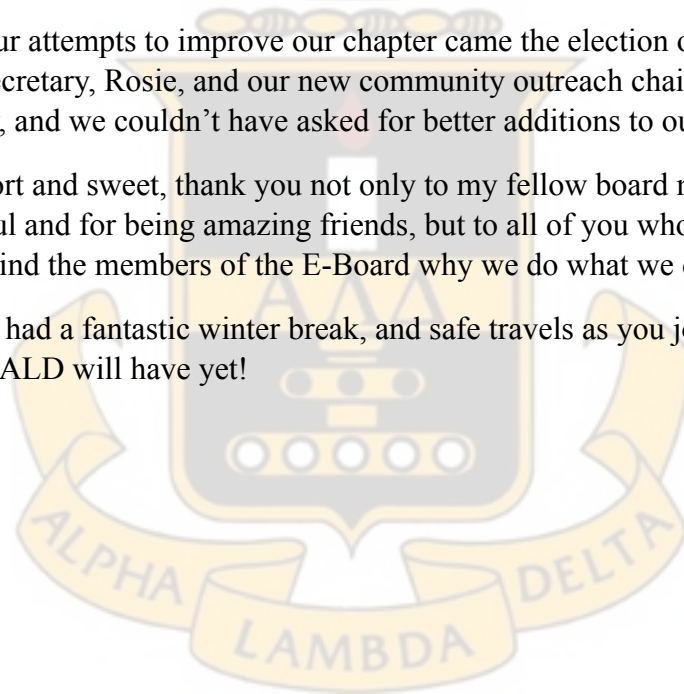 ur attempts to improve our chapter came the election o
ecretary, Rosie, and our new community outreach chai
, and we couldn’t have asked for better additions to ou
ort and sweet, thank you not only to my fellow board
ul and for being amazing friends, but to all of you who
ind the members of the E-Board why we do what we
had a fantastic winter break, and safe travels as you
ALD will have yet!
ΑΛΔ
ALPHA
LAMBDA
DELTA